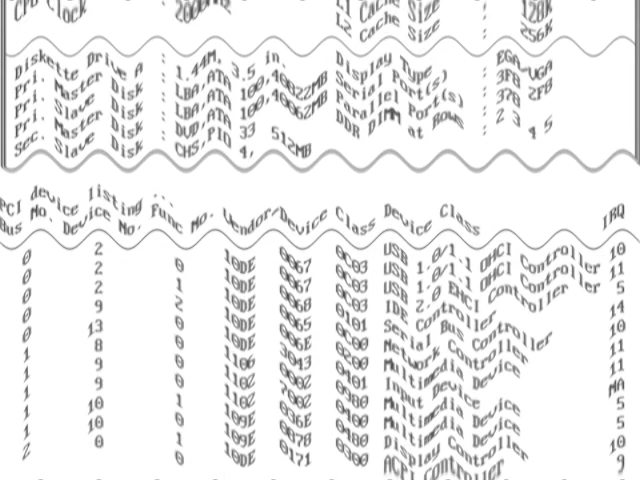 CPU Clock
L1 Cache Size : 128K
L2 Cache Size : 256K
Diskette Drive A : 1.44M, 3.5 in. Display Type : EGA/VGA
Pri. Master Disk : LBA,ATA 100,40022MB Serial Port(s) : 3F8 2F8
Pri. Slave Disk : LBA,ATA 100,40062MB Parallel Port(s) : 378
Master Disk : DVD,ATA 33 DDR DIMM at Rows : 2 3 4 5
Sec. Slave Disk : CHS,PIO 4, 512MB
PCI device listing ...
Bus No. Device No. Func No. Vendor/Device Class Device Class IRQ
0 2 0 10DE 0067 0C03 USB 1.0/1.1 OHCI Controller 10
0 2 1 10DE 0067 0C03 USB 1.0/1.1 OHCI Controller 11
0 2 2 10DE 0068 0C03 USB 2.0 EHCI Controller 5
0 9 0 10DE 0065 0101 IDE Controller 14
0 13 0 10DE 006E 0C00 Serial Bus Controller 10
1 8 0 1106 3043 0200 Network Controller 11
1 9 0 1102 0002 0401 Multimedia Device 11
1 9 1 1102 7002 0980 Input Device NA
1 10 0 109E 036E 0400 Multimedia Device 5
1 10 1 109E 0878 0480 Multimedia Device 5
2 0 0 10DE 0171 0300 Display Controller 10
ACPI Controller 9